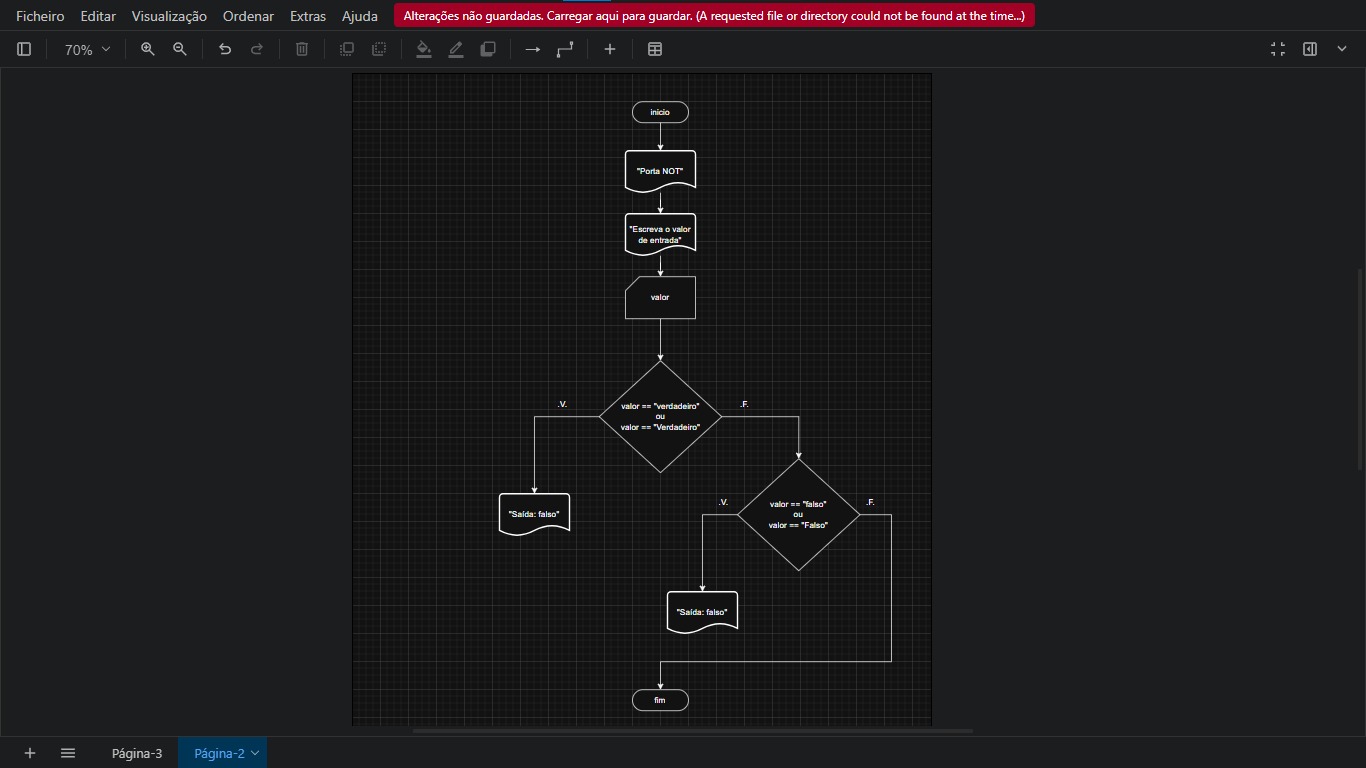 Ficheiro Editar Visualização Ordenar Extras Ajuda Alterações não guardadas. Carregar aqui para guardar. (A requested file or directory could not be found at the time...)
70%
inicio
"Porta NOT"
"Escreva o valor
de entrada"
valor
.V.
.F.
valor == "verdadeiro"
ou
valor == "Verdadeiro"
.V.
.F.
valor == "falso"
ou
valor == "Falso"
"Saída: falso"
"Saída: falso"
fim
Página-3 Página-2